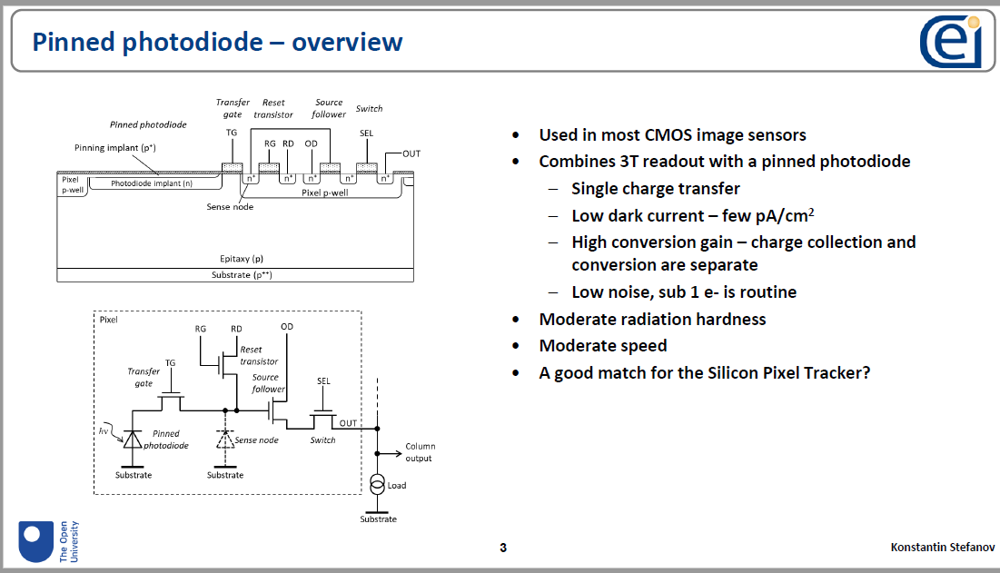 Pinned photodiode – overview
cei
Transfer gate
Reset transistor
Source follower
Switch
Pinned photodiode
TG
SEL
Pinning implant (p⁺)
RG RD OD
OUT
Pixel p-well
Photodiode implant (n)
n⁺ n⁺ n⁺ n⁺ n⁺
Pixel p-well
Sense node
Epitaxy (p)
Substrate (p⁺⁺)
Pixel
RG
RD
OD
TG
Reset transistor
Transfer gate
Source follower
SEL
OUT
hν
Pinned photodiode
Sense node
Switch
Column output
Substrate
Substrate
Load
Substrate
• Used in most CMOS image sensors
• Combines 3T readout with a pinned photodiode
– Single charge transfer
– Low dark current – few pA/cm²
– High conversion gain – charge collection and
conversion are separate
– Low noise, sub 1 e- is routine
• Moderate radiation hardness
• Moderate speed
• A good match for the Silicon Pixel Tracker?
The Open
University
3
Konstantin Stefanov